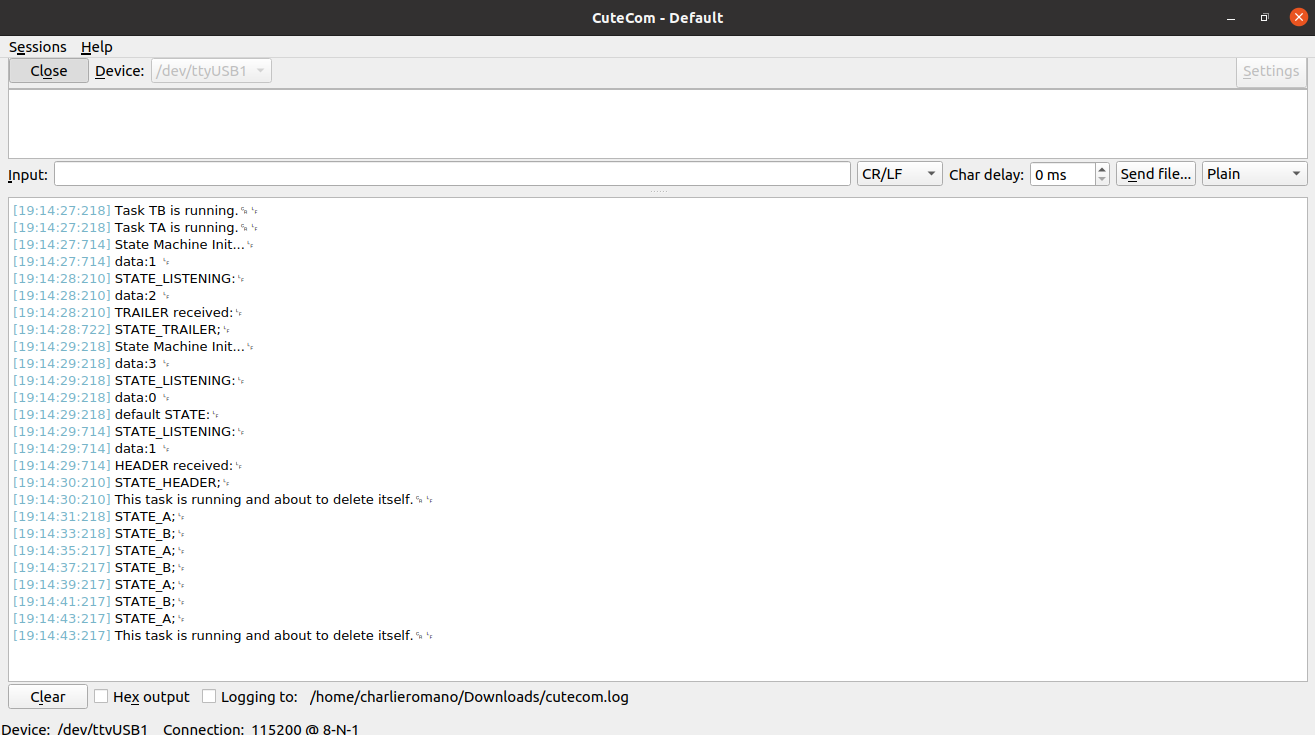 CuteCom - Default
Sessions Help
Close Device: /dev/ttyUSB1 Settings
Input: CR/LF Char delay: 0 ms Send file... Plain
[19:14:27:218] Task TB is running.␍␊
[19:14:27:218] Task TA is running.␍␊
[19:14:27:714] State Machine Init...␊
[19:14:27:714] data:1 ␊
[19:14:28:210] STATE_LISTENING:␊
[19:14:28:210] data:2 ␊
[19:14:28:210] TRAILER received:␊
[19:14:28:722] STATE_TRAILER;␊
[19:14:29:218] State Machine Init...␊
[19:14:29:218] data:3 ␊
[19:14:29:218] STATE_LISTENING:␊
[19:14:29:218] data:0 ␊
[19:14:29:218] default STATE:␊
[19:14:29:714] STATE_LISTENING:␊
[19:14:29:714] data:1 ␊
[19:14:29:714] HEADER received:␊
[19:14:30:210] STATE_HEADER;␊
[19:14:30:210] This task is running and about to delete itself.␍␊
[19:14:31:218] STATE_A;␊
[19:14:33:218] STATE_B;␊
[19:14:35:217] STATE_A;␊
[19:14:37:217] STATE_B;␊
[19:14:39:217] STATE_A;␊
[19:14:41:217] STATE_B;␊
[19:14:43:217] STATE_A;␊
[19:14:43:217] This task is running and about to delete itself.␍␊
Clear Hex output Logging to: /home/charlieromano/Downloads/cutecom.log
Device: /dev/ttyUSB1 Connection: 115200 @ 8-N-1